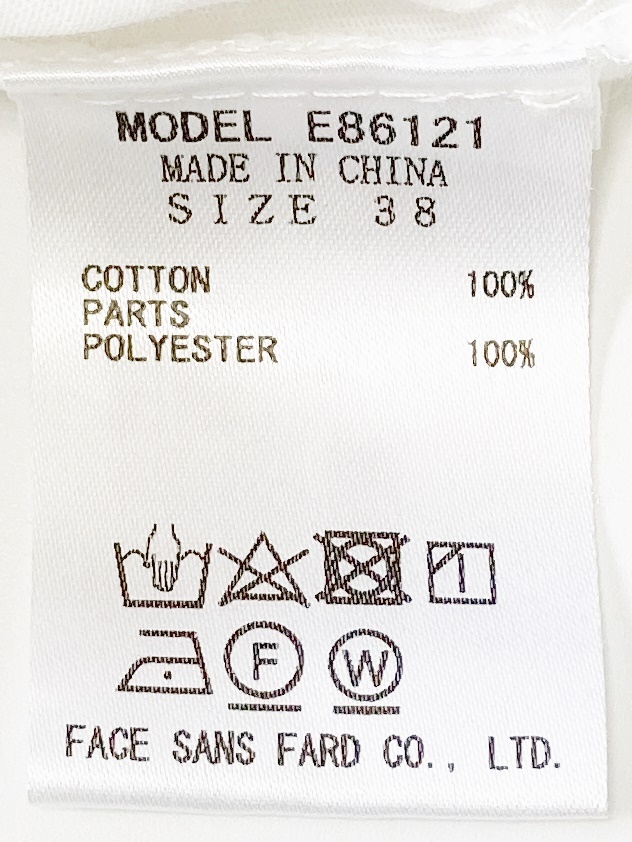 MODEL E86121
MADE IN CHINA
SIZE 38
COTTON 100%
PARTS
POLYESTER 100%
F W
FACE SANS FARD CO., LTD.